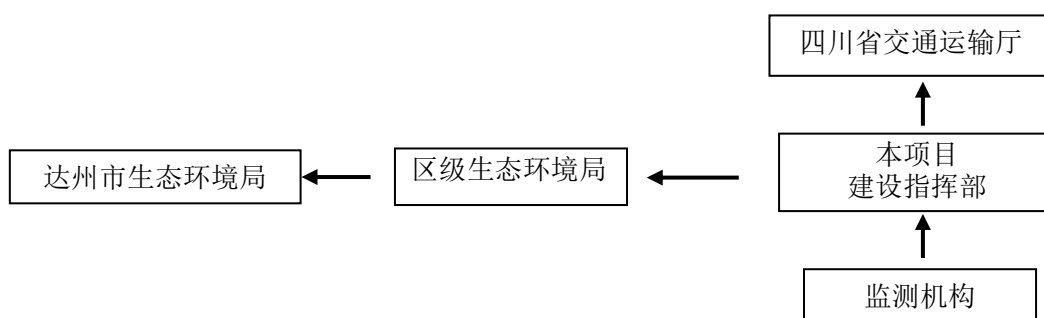 四川省交通运输厅
达州市生态环境局
区级生态环境局
本项目
建设指挥部
监测机构